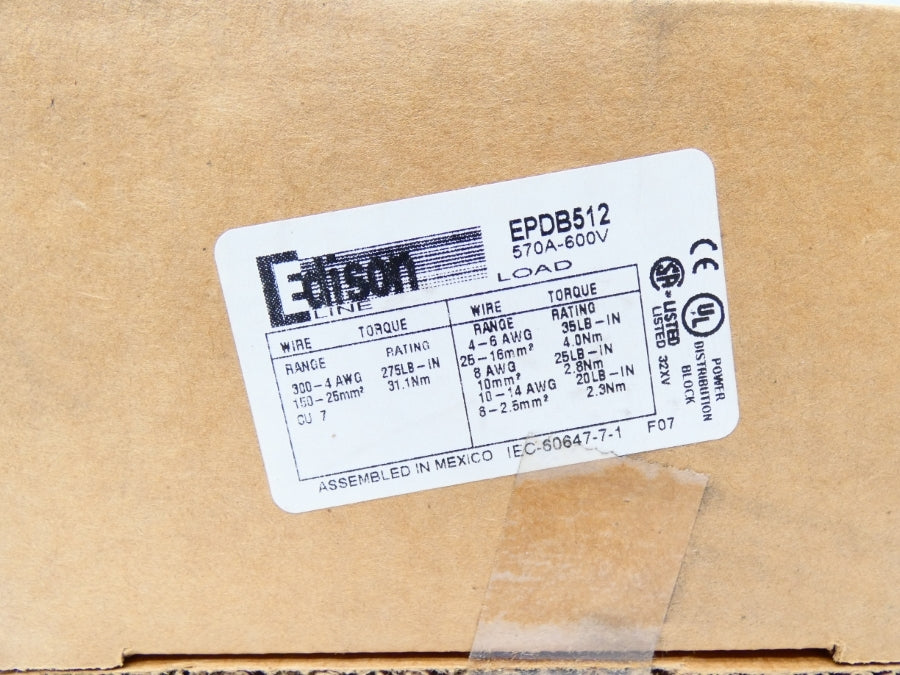 Edison
EPDB512
570A-600V
LINE
LOAD
WIRE RANGE
TORQUE RATING
300-4 AWG
275LB-IN
150-25mm²
31.1Nm
CU 7
WIRE RANGE
TORQUE RATING
4-6 AWG
35LB-IN
25-16mm²
4.0Nm
8 AWG
25LB-IN
10mm²
2.8Nm
10-14 AWG
20LB-IN
8-2.5mm²
2.3Nm
ASSEMBLED IN MEXICO IEC-60647-7-1 F07
CE
SA
LISTED
LISTED 32XV
UL
POWER
DISTRIBUTION
BLOCK